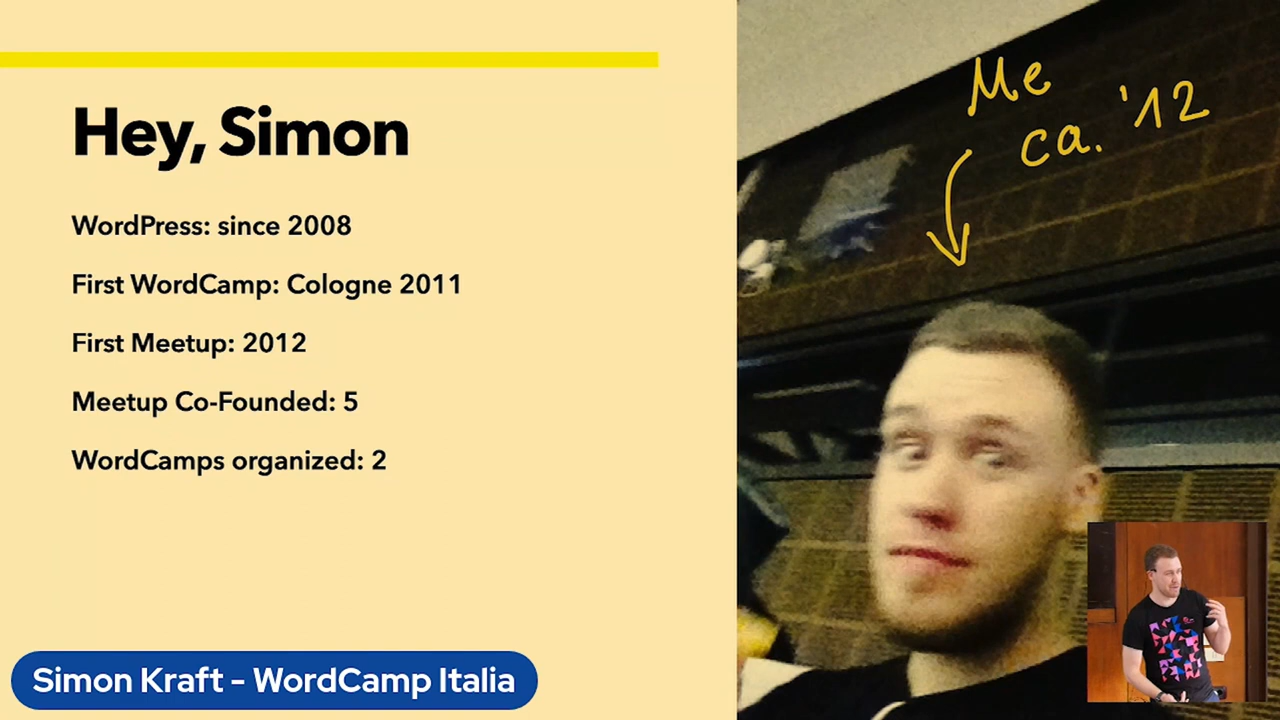 Hey, Simon
WordPress: since 2008
First WordCamp: Cologne 2011
First Meetup: 2012
Meetup Co-Founded: 5
WordCamps organized: 2
Me
ca. '12
Simon Kraft - WordCamp Italia